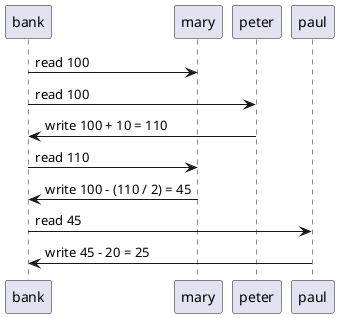 bank mary peter paul
read 100
read 100
write 100 + 10 = 110
read 110
write 100 - (110 / 2) = 45
read 45
write 45 - 20 = 25
bank mary peter paul